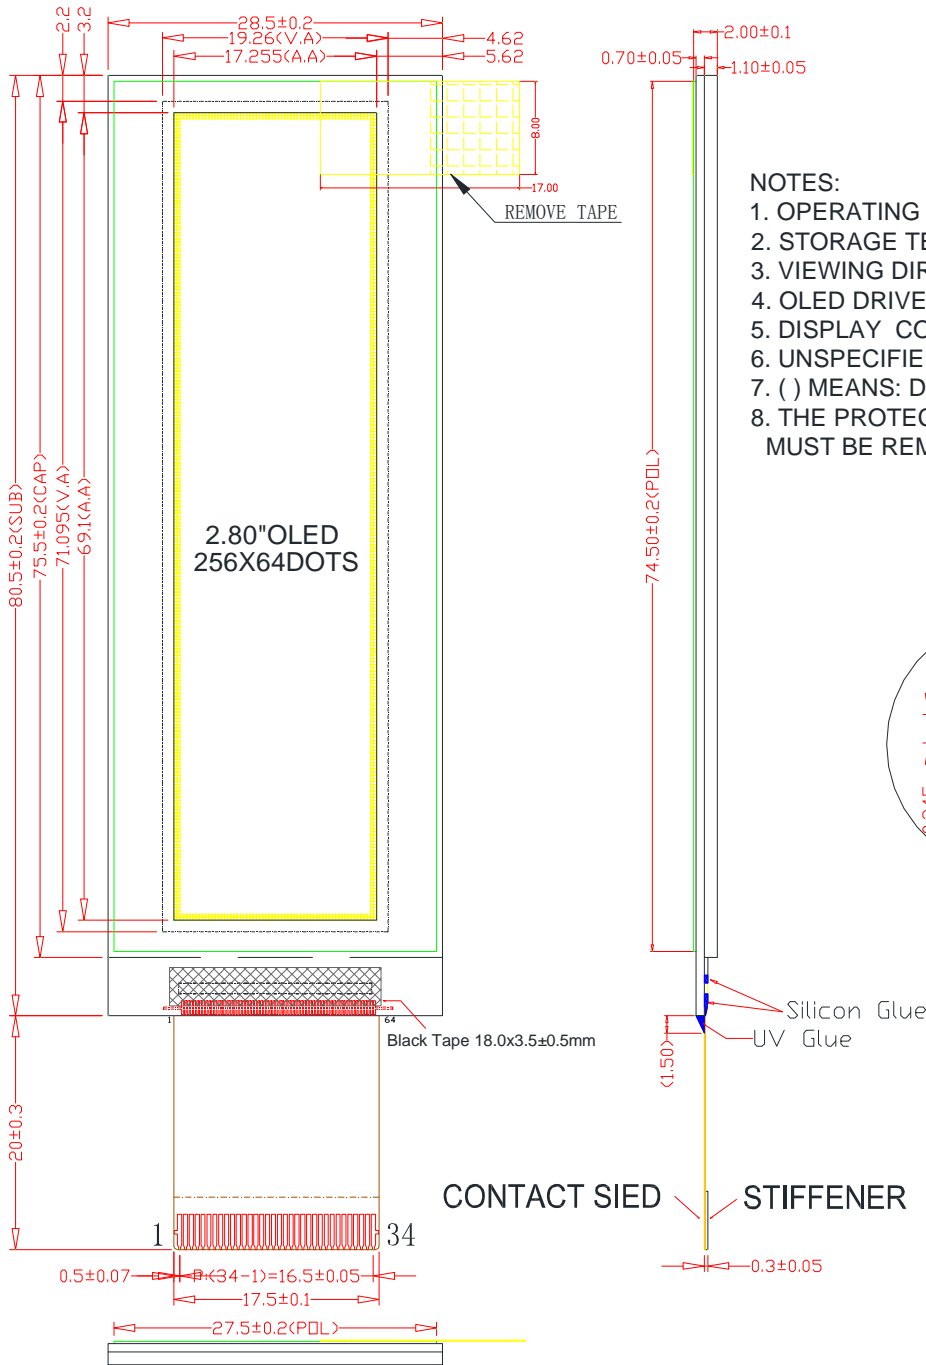 28.5±0.2
19.26(V.A)
4.62
17.255(A.A)
5.62
2.2
3.2
2.00±0.1
0.70±0.05
1.10±0.05
8.00
17.00
REMOVE TAPE
NOTES:
1. OPERATING
2. STORAGE TE
3. VIEWING DIR
4. OLED DRIVE
5. DISPLAY CO
6. UNSPECIFIE
7. ( ) MEANS: D
8. THE PROTEC
MUST BE REM
80.5±0.2(SUB)
75.5±0.2(CAP)
71.095(V.A)
69.1(A.A)
2.80"OLED
256X64DOTS
74.50±0.2(POL)
1
64
Black Tape 18.0x3.5±0.5mm
Silicon Glue
UV Glue
(1.50)
20±0.3
CONTACT SIED
STIFFENER
1
34
0.5±0.07
(34-1)=16.5±0.05
0.3±0.05
17.5±0.1
27.5±0.2(POL)